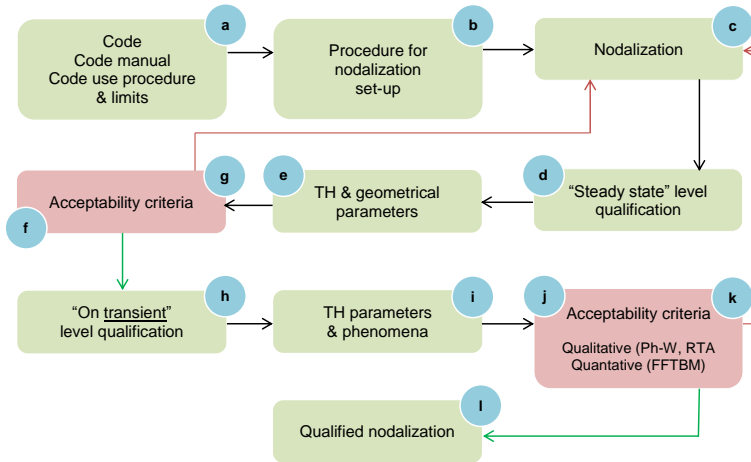 a
Code
Code manual
Code use procedure
& limits
b
Procedure for
nodalization
set-up
c
Nodalization
d
“Steady state” level
qualification
e
TH & geometrical
parameters
g
Acceptability criteria
f
h
“On transient”
level qualification
i
TH parameters
& phenomena
j
k
Acceptability criteria
Qualitative (Ph-W, RTA
Quantative (FFTBM)
l
Qualified nodalization